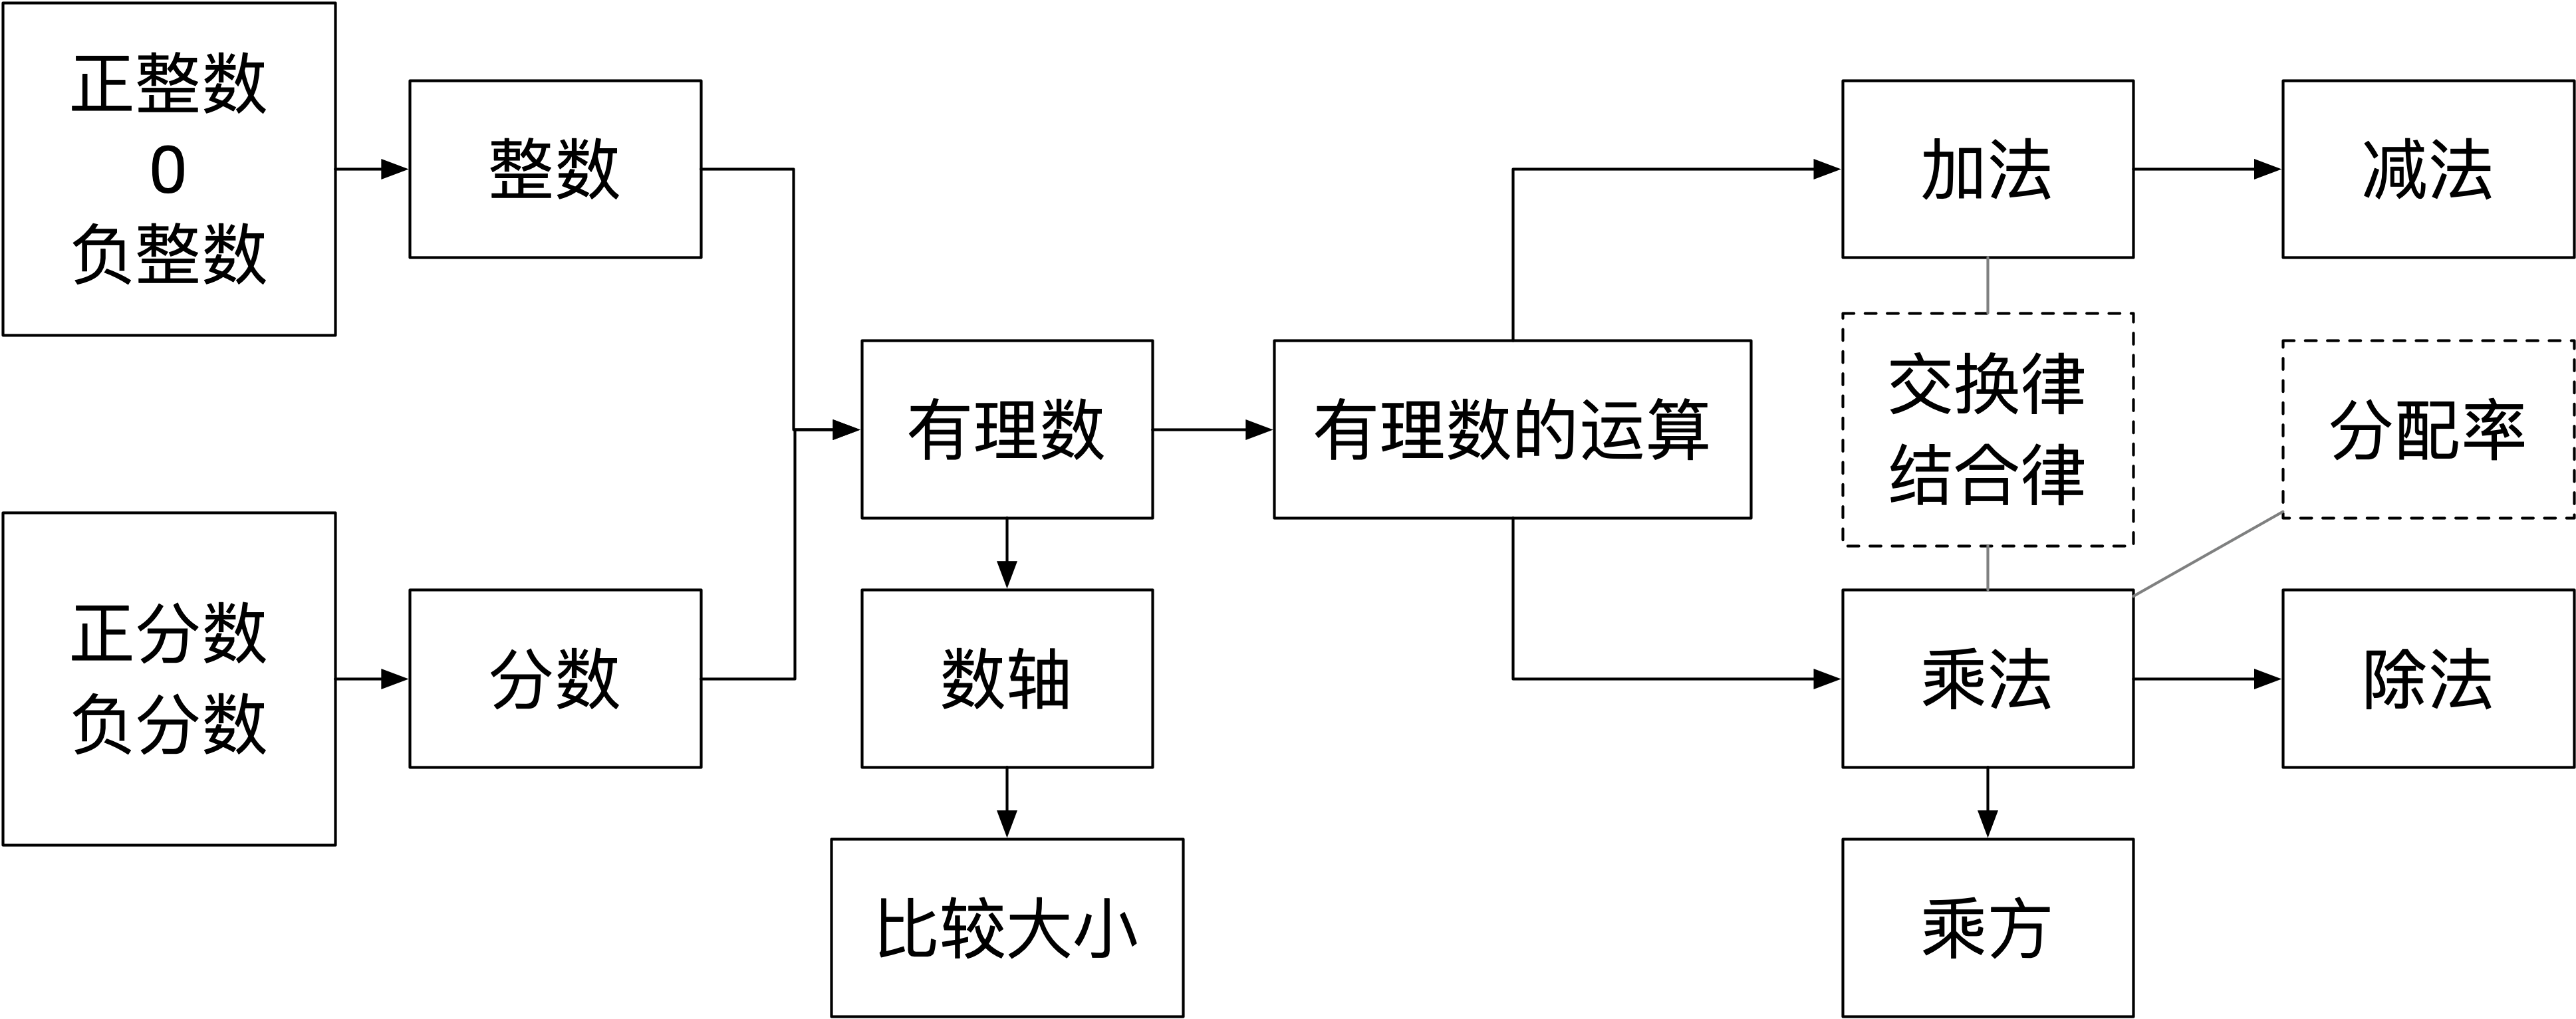 正整数
0
负整数
整数
加法
减法
有理数
有理数的运算
交换律
结合律
分配率
正分数
负分数
分数
数轴
乘法
除法
比较大小
乘方